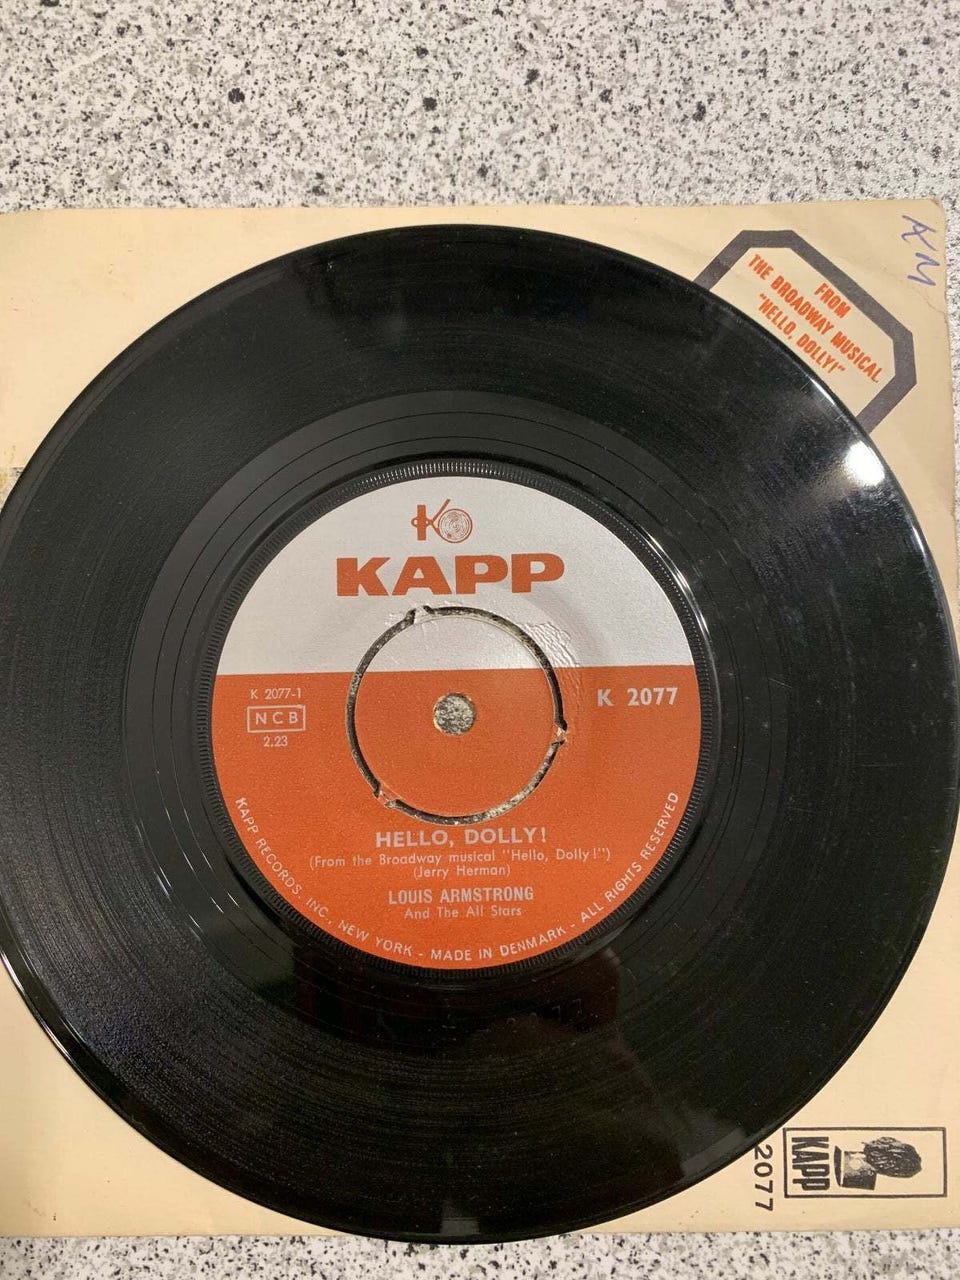 KM
FROM
THE BROADWAY MUSICAL
"HELLO, DOLLY!"
KAPP
K 2077-1
NCB
2.23
K 2077
HELLO, DOLLY!
(From the Broadway musical "Hello, Dolly!")
(Jerry Herman)
LOUIS ARMSTRONG
And The All Stars
KAPP RECORDS, INC., NEW YORK - MADE IN DENMARK - ALL RIGHTS RESERVED
KAPP
2077